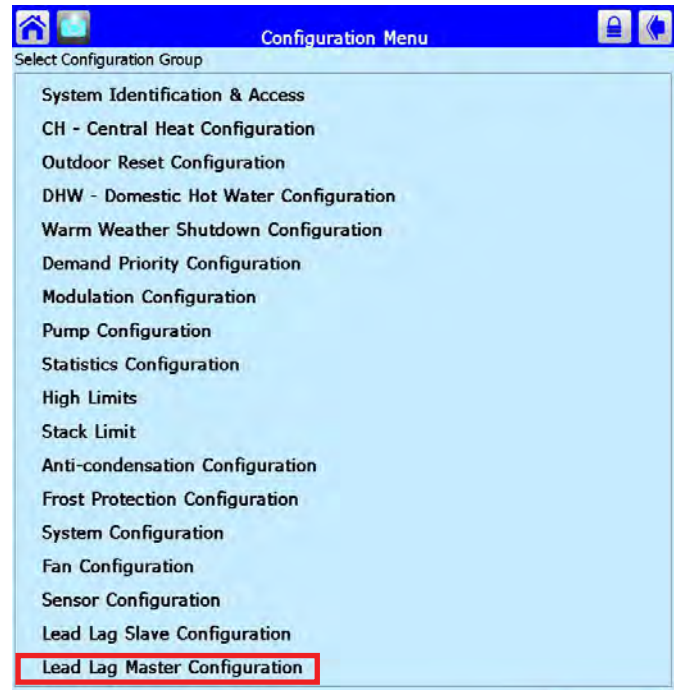 Configuration Menu
Select Configuration Group
System Identification & Access
CH - Central Heat Configuration
Outdoor Reset Configuration
DHW - Domestic Hot Water Configuration
Warm Weather Shutdown Configuration
Demand Priority Configuration
Modulation Configuration
Pump Configuration
Statistics Configuration
High Limits
Stack Limit
Anti-condensation Configuration
Frost Protection Configuration
System Configuration
Fan Configuration
Sensor Configuration
Lead Lag Slave Configuration
Lead Lag Master Configuration